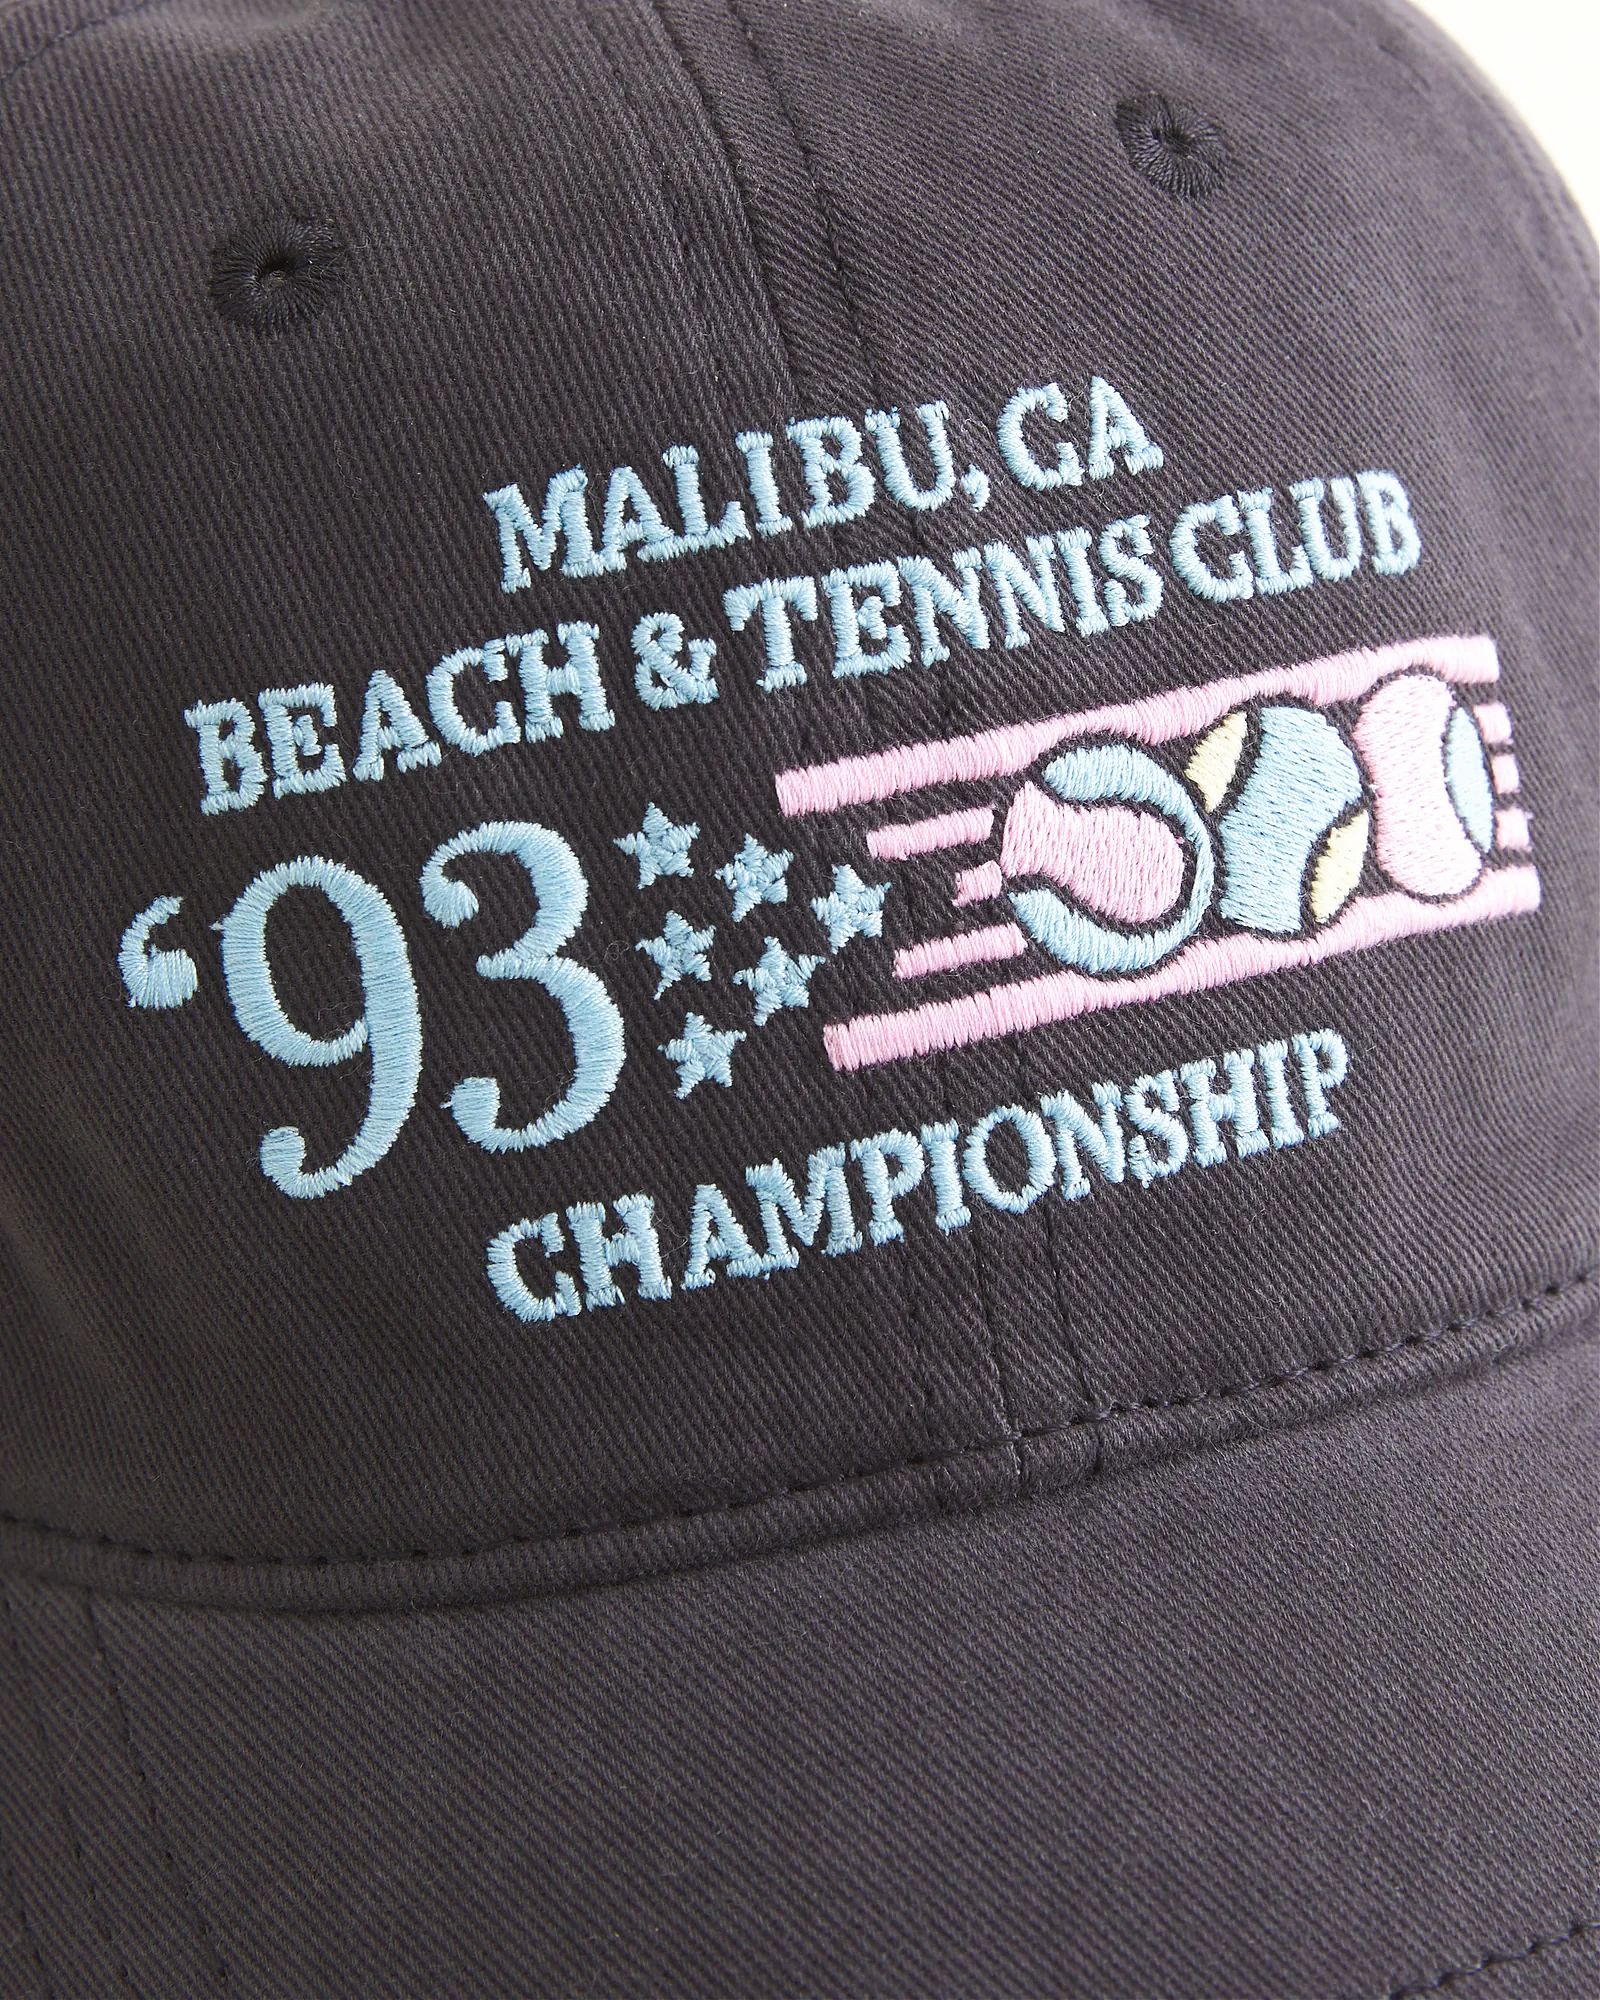 MALIBU, CA
BEACH & TENNIS CLUB
‘93
CHAMPIONSHIP